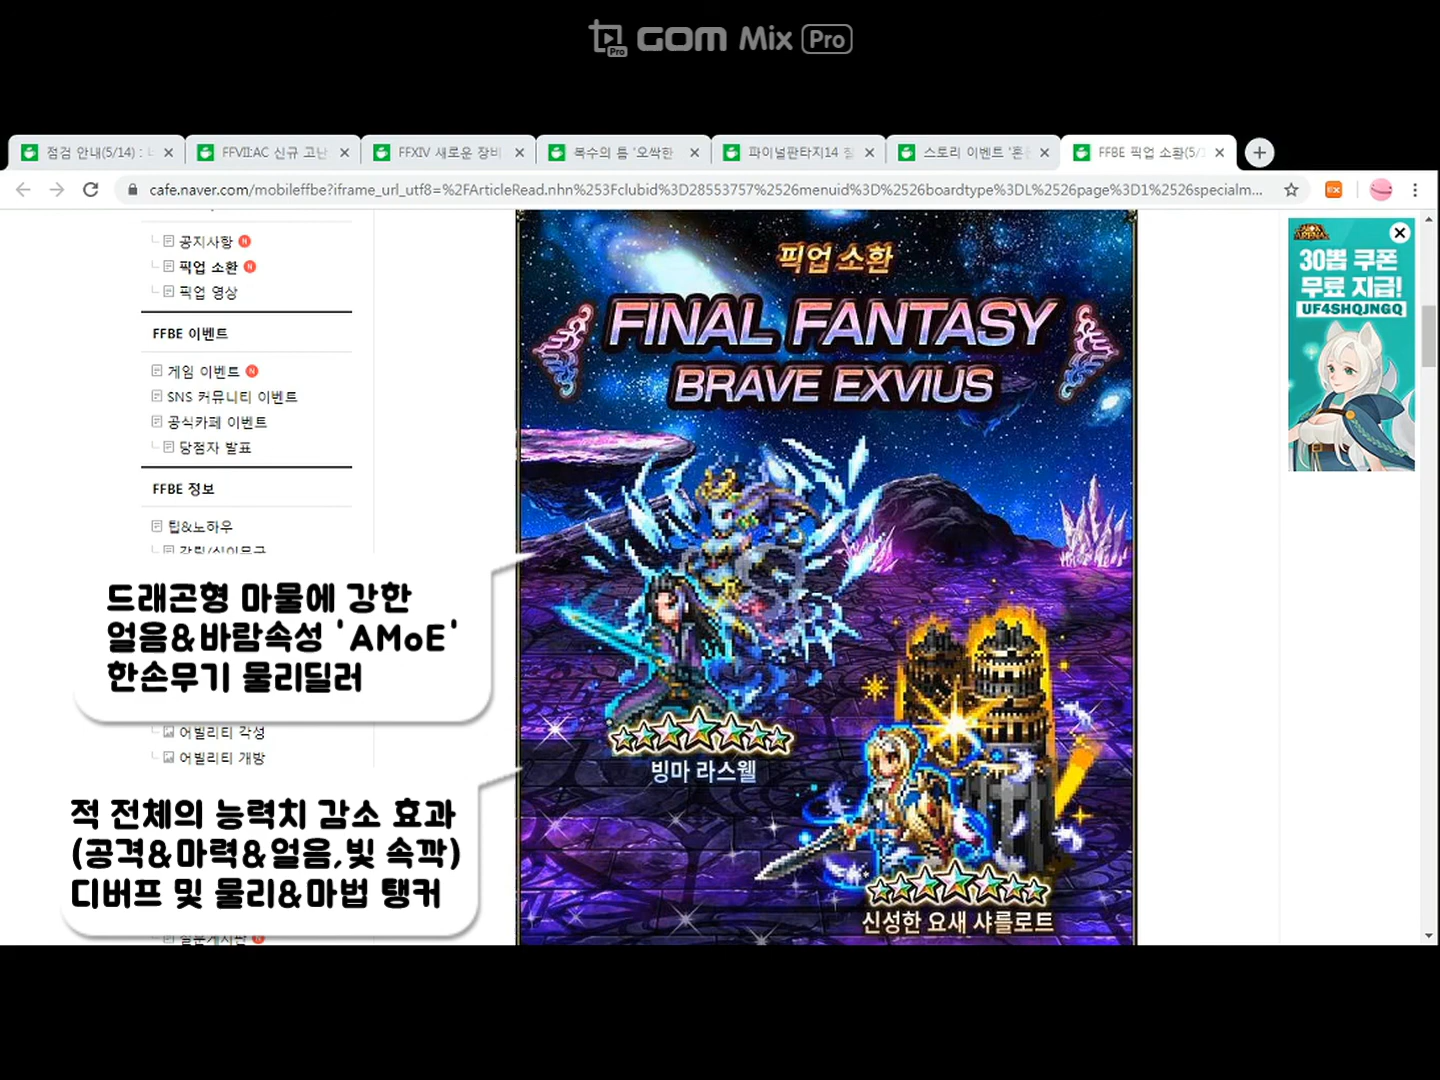 GOM Mix Pro
Pro
점검 안내(5/14) :
FFVII:AC 신규 고난
FFXIV 새로운 장비
복수의 틈 '오싹한
파이널판타지14 협
스토리 이벤트 '혼
FFBE 픽업 소환(5/1
cafe.naver.com/mobileffbe?iframe_url_utf8=%2FArticleRead.nhn%253Fclubid%3D28553757%2526menuid%3D%2526boardtype%3DL%2526page%3D1%2526specialm...
공지사항 N
픽업 소환 N
픽업 영상
FFBE 이벤트
게임 이벤트 N
SNS 커뮤니티 이벤트
공식카페 이벤트
당첨자 발표
FFBE 정보
팁&노하우
드래곤형 마물에 강한
얼음&바람속성 'AMoE'
한손무기 물리딜러
어빌리티 각성
어빌리티 개방
적 전체의 능력치 감소 효과
(공격&마력&얼음,빛 속깍)
디버프 및 물리&마법 탱커
픽업 소환
FINAL FANTASY
BRAVE EXVIUS
빙마 라스웰
신성한 요새 샤를로트
30뽑 쿠폰
무료 지급!
UF4SHQJNGQ